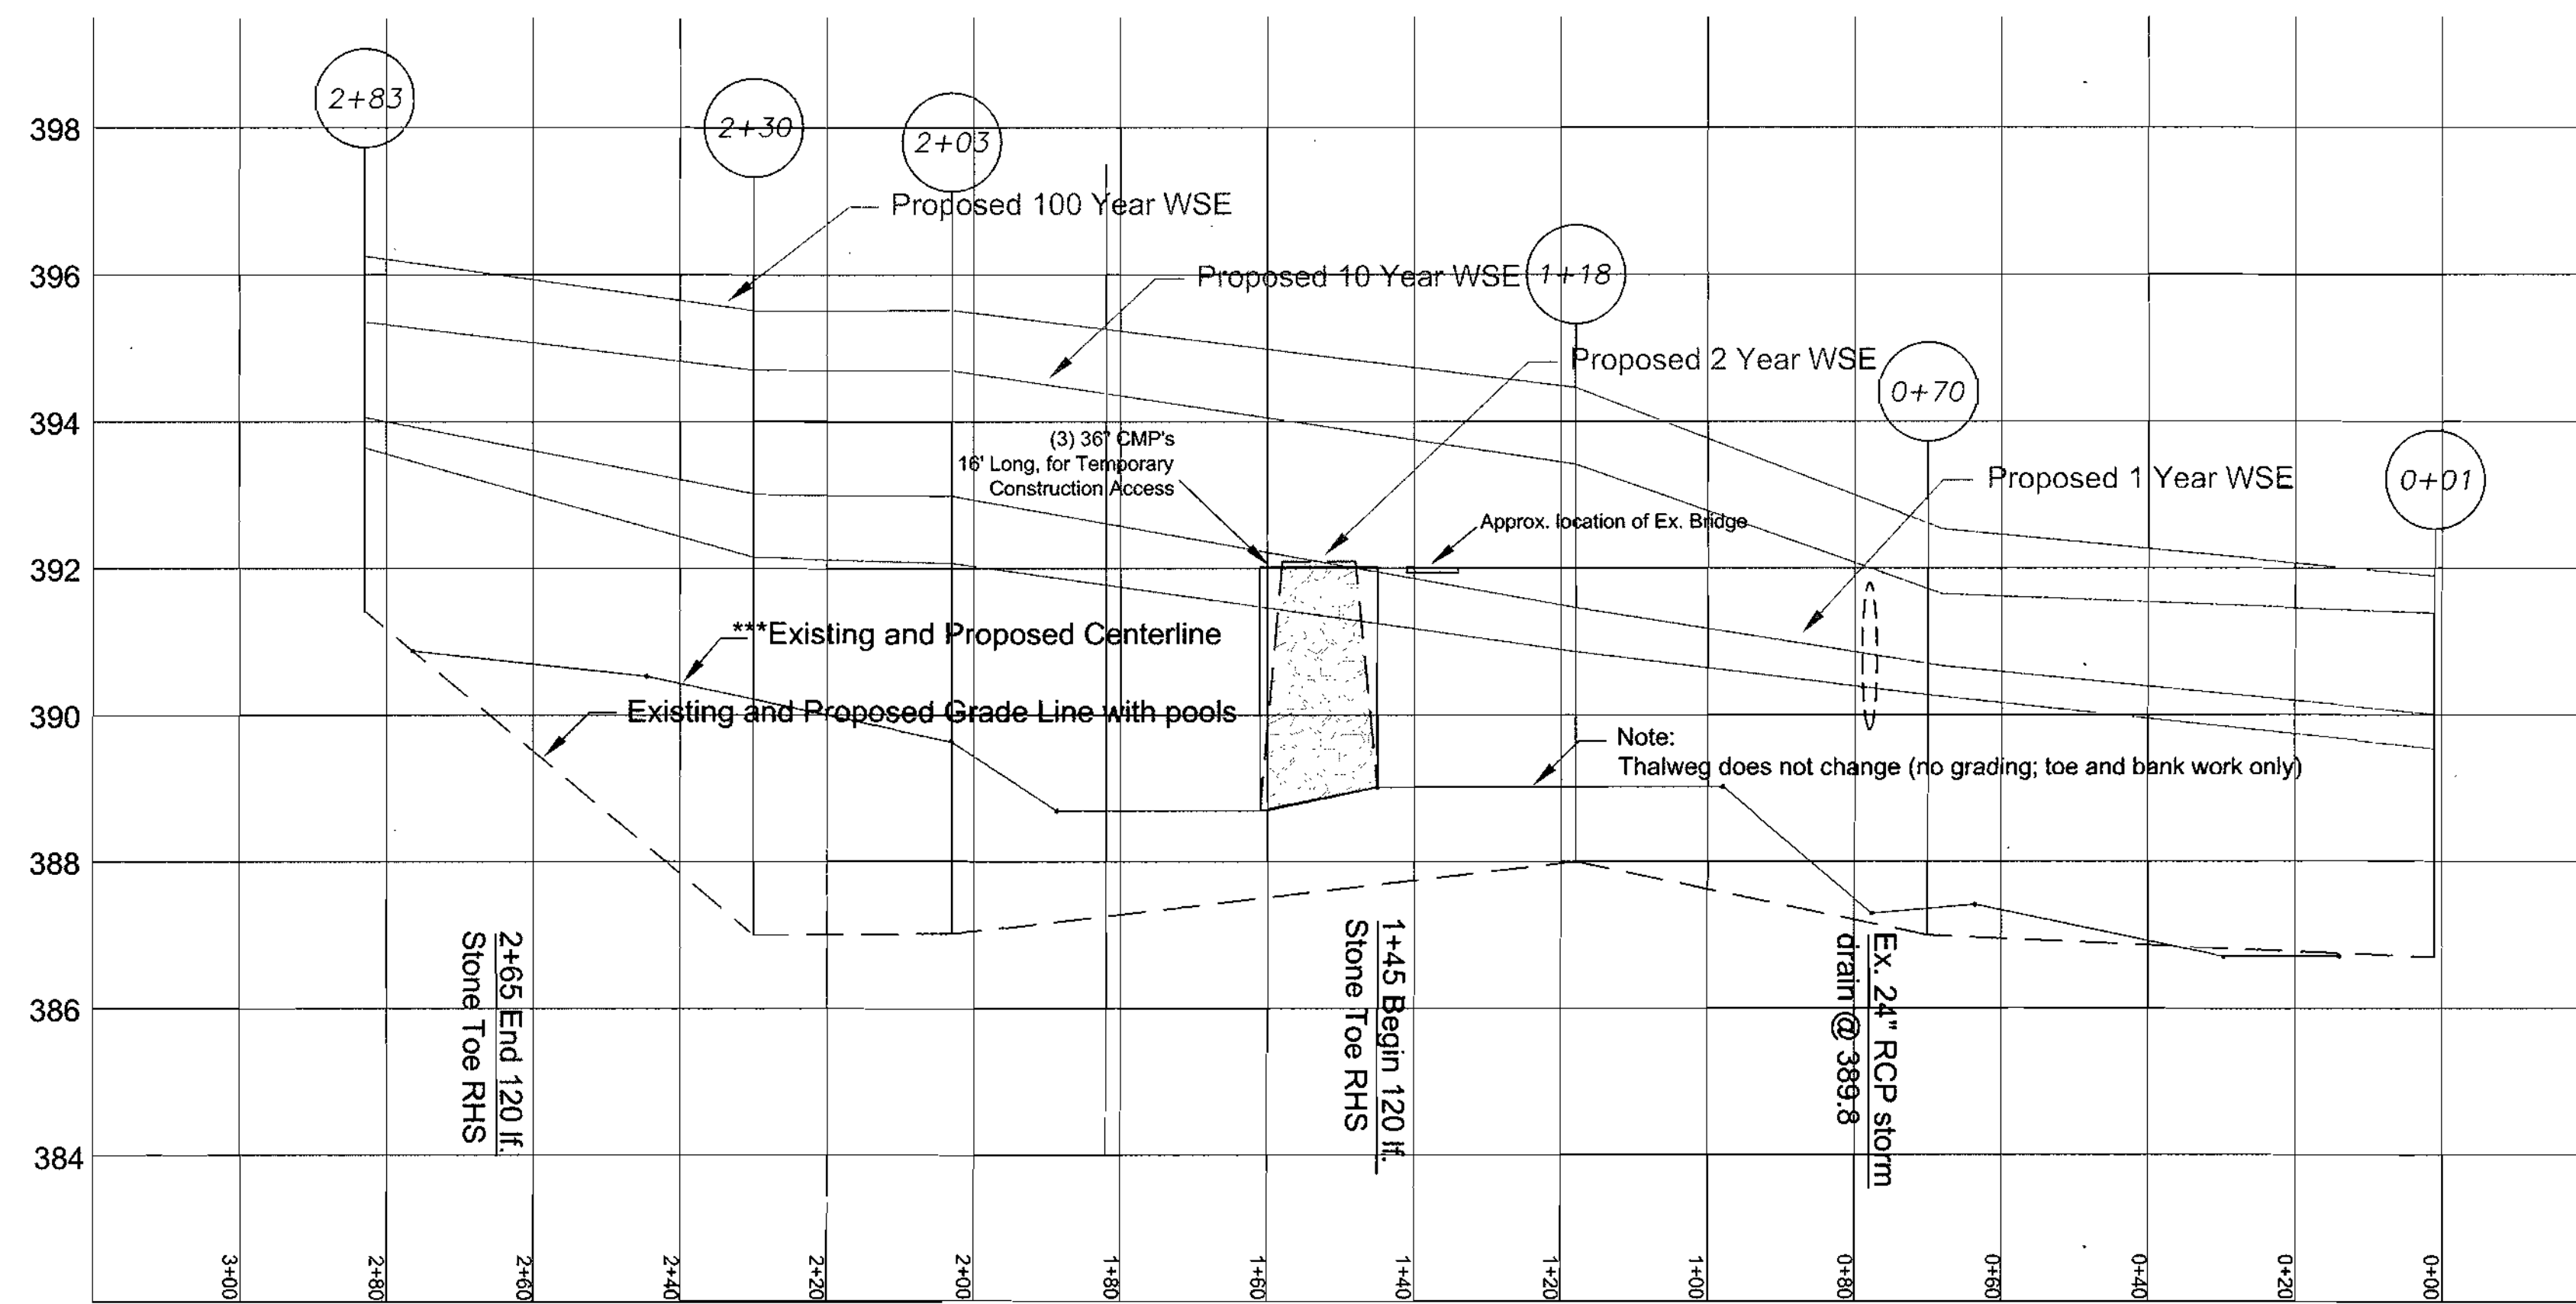 2+83
2+30
2+03
398
Proposed 100 Year WSE
396
Proposed 10 Year WSE
1+18
Proposed 2 Year WSE
0+70
394
(3) 36" CMP's
16' Long, for Temporary
Construction Access
Proposed 1 Year WSE
0+01
Approx. location of Ex. Bridge
392
***Existing and Proposed Centerline
390
Existing and Proposed Grade Line with pools
Note:
Thalweg does not change (no grading; toe and bank work only)
388
386
384
2+65 End 120 lf.
Stone Toe RHS
1+45 Begin 120 lf.
Stone Toe RHS
Ex. 24" RCP storm
drain @ 389.8
3+00
2+80
2+60
2+40
2+20
2+00
1+80
1+60
1+40
1+20
1+00
0+80
0+60
0+40
0+20
0+00